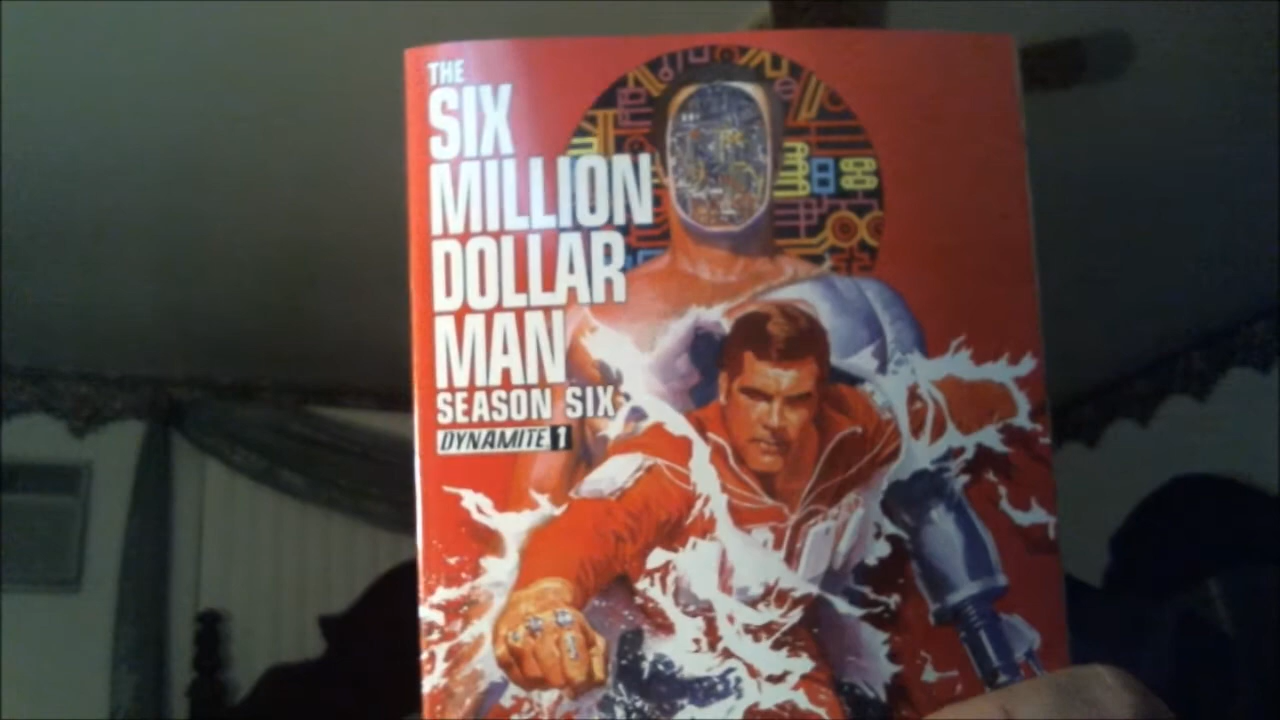 THE
SIX
MILLION
DOLLAR
MAN
SEASON SIX
DYNAMITE 1